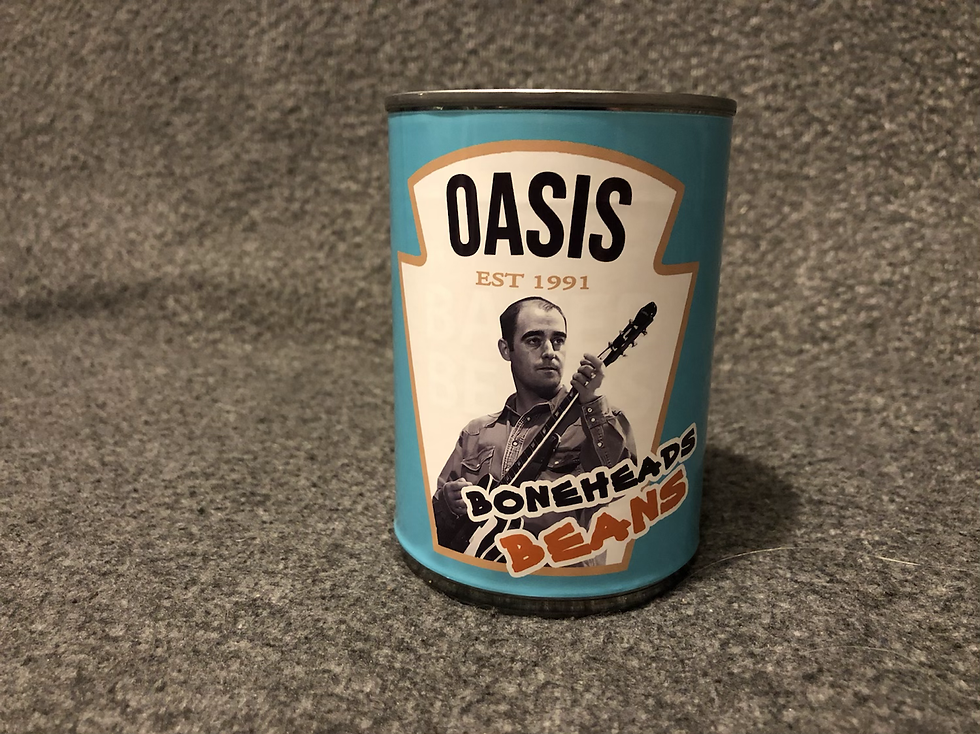 OASIS
EST 1991
BONEHEADS
BEANS